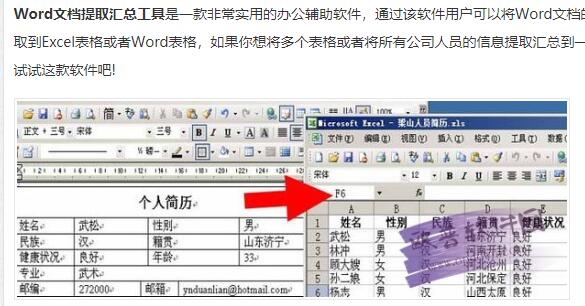 Word文档提取汇总工具是一款非常实用的办公辅助软件，通过该软件用户可以将Word文档的
取到Excel表格或者Word表格，如果你想将多个表格或者将所有公司人员的信息提取汇总到一
试试这款软件吧!
正文 + 三号 宋体 三号 B I U A
Microsoft Excel - 梁山人员简历.xls
文件(F) 编辑(E) 视图(V) 插入(I) 格式(O) 工具(T) 数据
宋体 12 B I U
F6 fx
A B C D E
1 姓名 性别 民族 籍贯 健康状况
2 武松 男 汉 山东济宁 良好
3 林冲 男 汉 河南开封 良好
4 顾大嫂 女 汉 河北沧州 良好
5 孙二娘 女 汉 河北沧州 良好
6 杨志 男 汉 山西太原 良好
个人简历
姓名 武松 性别 男
民族 汉 籍贯 山东济宁
健康状况 良好 年龄 33
专业 武术
邮编 272000 邮箱 ynduanlian@hotmail.com